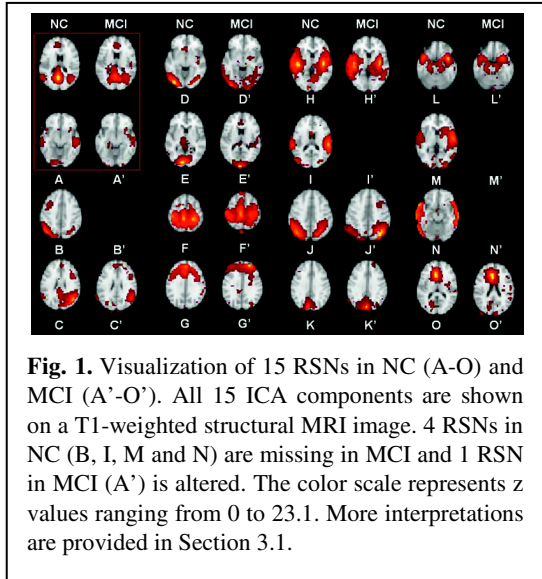 NC MCI NC MCI NC MCI NC MCI
D D' H H' L L'
A A' E E' I I' M M'
B B' F F' J J' N N'
C C' G G' K K' O O'
Fig. 1. Visualization of 15 RSNs in NC (A-O) and
MCI (A’-O’). All 15 ICA components are shown
on a T1-weighted structural MRI image. 4 RSNs in
NC (B, I, M and N) are missing in MCI and 1 RSN
in MCI (A’) is altered. The color scale represents z
values ranging from 0 to 23.1. More interpretations
are provided in Section 3.1.